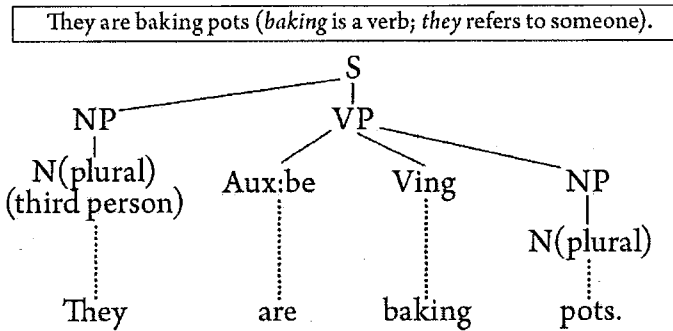 They are baking pots (baking is a verb; they refers to someone).
S
NP VP
N(plural) Aux:be Ving NP
(third person)
N(plural)
They are baking pots.